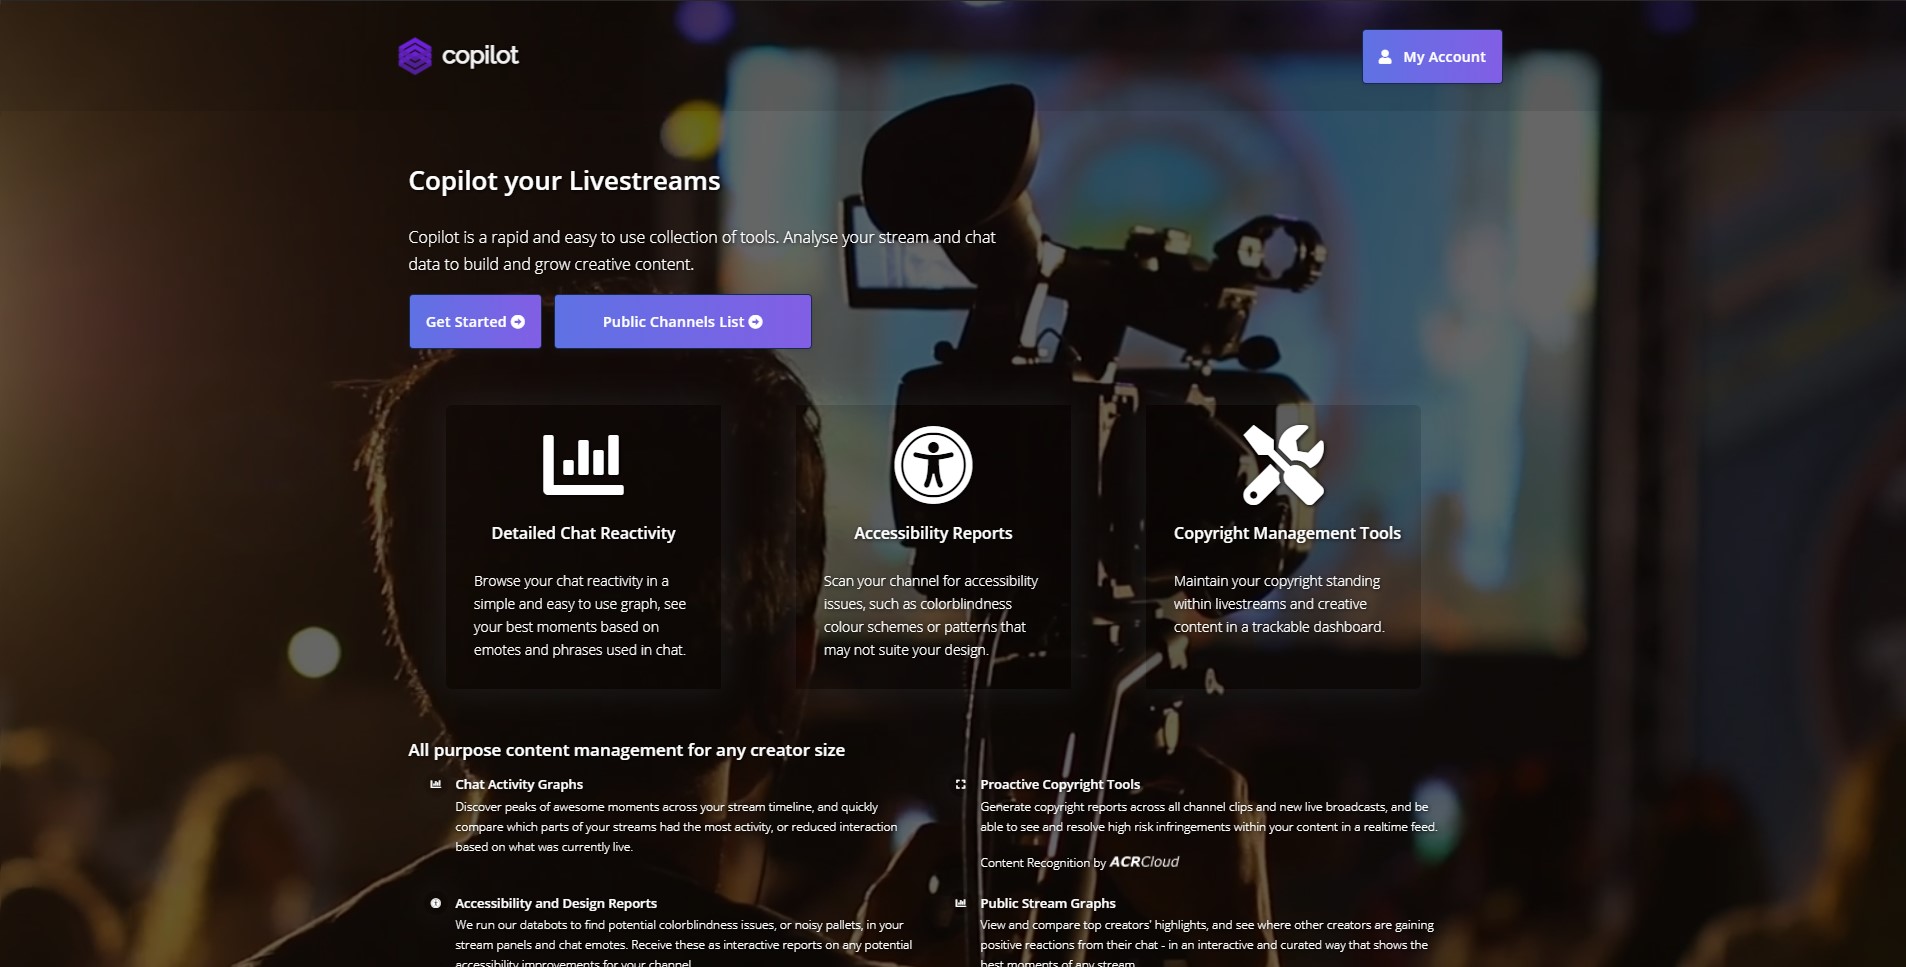 copilot
My Account
Copilot your Livestreams
Copilot is a rapid and easy to use collection of tools. Analyse your stream and chat
data to build and grow creative content.
Get Started
Public Channels List
Detailed Chat Reactivity
Browse your chat reactivity in a
simple and easy to use graph, see
your best moments based on
emotes and phrases used in chat.
Accessibility Reports
Scan your channel for accessibility
issues, such as colorblindness
colour schemes or patterns that
may not suite your design.
Copyright Management Tools
Maintain your copyright standing
within livestreams and creative
content in a trackable dashboard.
All purpose content management for any creator size
Chat Activity Graphs
Discover peaks of awesome moments across your stream timeline, and quickly
compare which parts of your streams had the most activity, or reduced interaction
based on what was currently live.
Proactive Copyright Tools
Generate copyright reports across all channel clips and new live broadcasts, and be
able to see and resolve high risk infringements within your content in a realtime feed.
Content Recognition by ACRCloud
Accessibility and Design Reports
We run our databots to find potential colorblindness issues, or noisy pallets, in your
stream panels and chat emotes. Receive these as interactive reports on any potential
accessibility improvements for your channel.
Public Stream Graphs
View and compare top creators' highlights, and see where other creators are gaining
positive reactions from their chat - in an interactive and curated way that shows the
best moments of any stream.